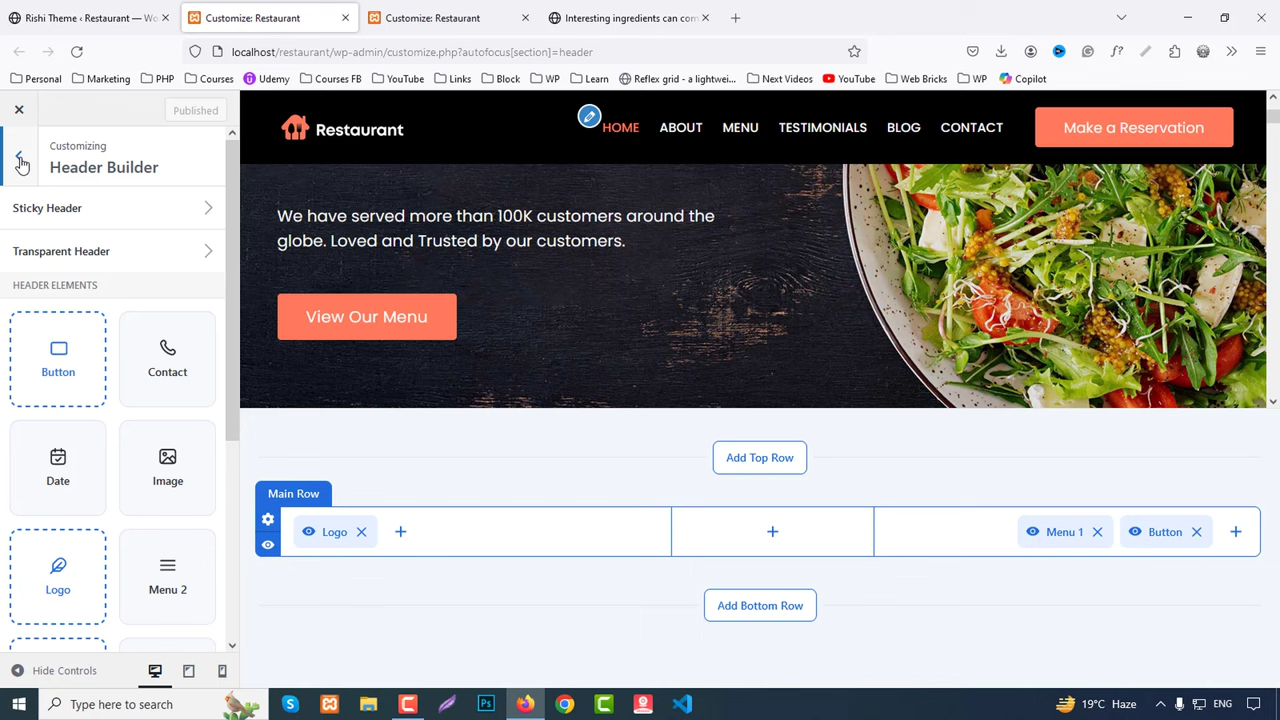 Rishi Theme ‹ Restaurant — Wo
Customize: Restaurant
Customize: Restaurant
Interesting ingredients can com
localhost/restaurant/wp-admin/customize.php?autofocus[section]=header
Personal
Marketing
PHP
Courses
Udemy
Courses FB
YouTube
Links
Block
WP
Learn
Reflex grid - a lightwei...
Next Videos
YouTube
Web Bricks
WP
Copilot
Published
Customizing
Header Builder
Sticky Header
Transparent Header
HEADER ELEMENTS
Button
Contact
Date
Image
Logo
Menu 2
Hide Controls
Restaurant
HOME
ABOUT
MENU
TESTIMONIALS
BLOG
CONTACT
Make a Reservation
We have served more than 100K customers around the
globe. Loved and Trusted by our customers.
View Our Menu
Add Top Row
Main Row
Logo
Menu 1
Button
Add Bottom Row
Type here to search
19°C Haze
ENG